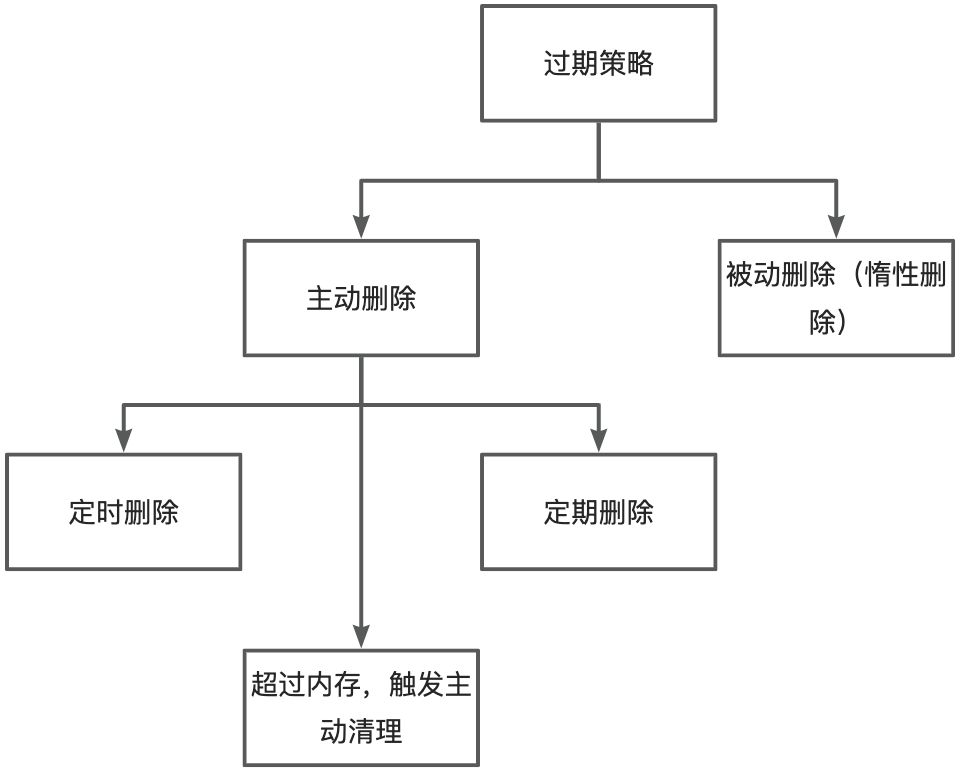 过期策略
主动删除
被动删除（惰性删
除）
定时删除
定期删除
超过内存，触发主
动清理